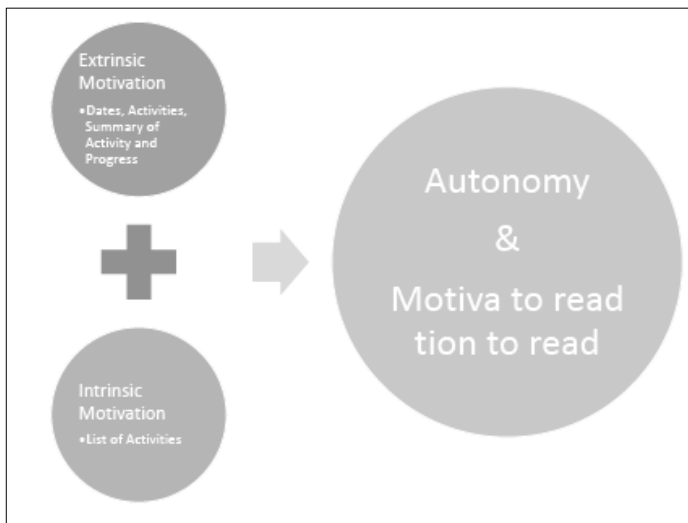 Extrinsic
Motivation
•Dates, Activities,
Summary of
Activity and
Progress
Intrinsic
Motivation
•List of Activities
Autonomy
&
Motiva to read
tion to read